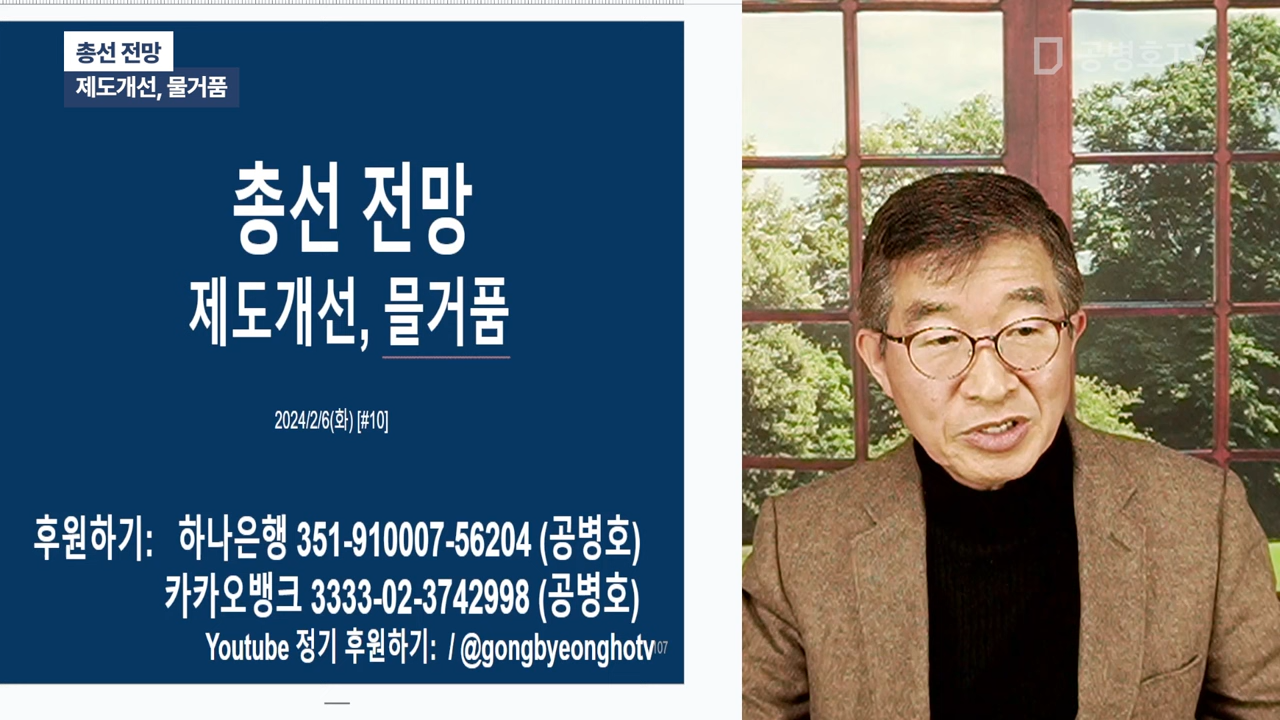 총선 전망
제도개선, 물거품
공병호TV
총선 전망
제도개선, 믈거품
2024/2/6(화) [#10]
후원하기: 하나은행 351-910007-56204 (공병호)
카카오뱅크 3333-02-3742998 (공병호)
Youtube 정기 후원하기: / @gongbyeonghotv
107